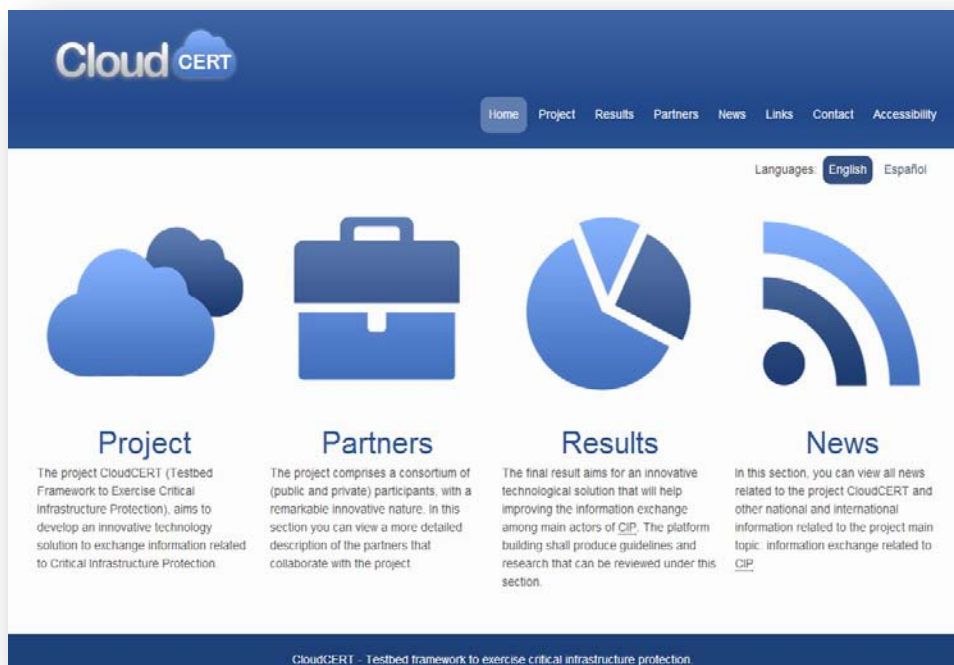 Cloud CERT
Home Project Results Partners News Links Contact Accessibility
Languages: English Español
Project
The project CloudCERT (Testbed
Framework to Exercise Critical
Infrastructure Protection), aims to
develop an innovative technology
solution to exchange information related
to Critical Infrastructure Protection
Partners
The project comprises a consortium of
(public and private) participants, with a
remarkable innovative nature. In this
section you can view a more detailed
description of the partners that
collaborate with the project
Results
The final result aims for an innovative
technological solution that will help
improving the information exchange
among main actors of CIP. The platform
building shall produce guidelines and
research that can be reviewed under this
section.
News
In this section, you can view all news
related to the project CloudCERT and
other national and international
information related to the project main
topic: information exchange related to
CIP
CloudCERT - Testbed framework to exercise critical infrastructure protection